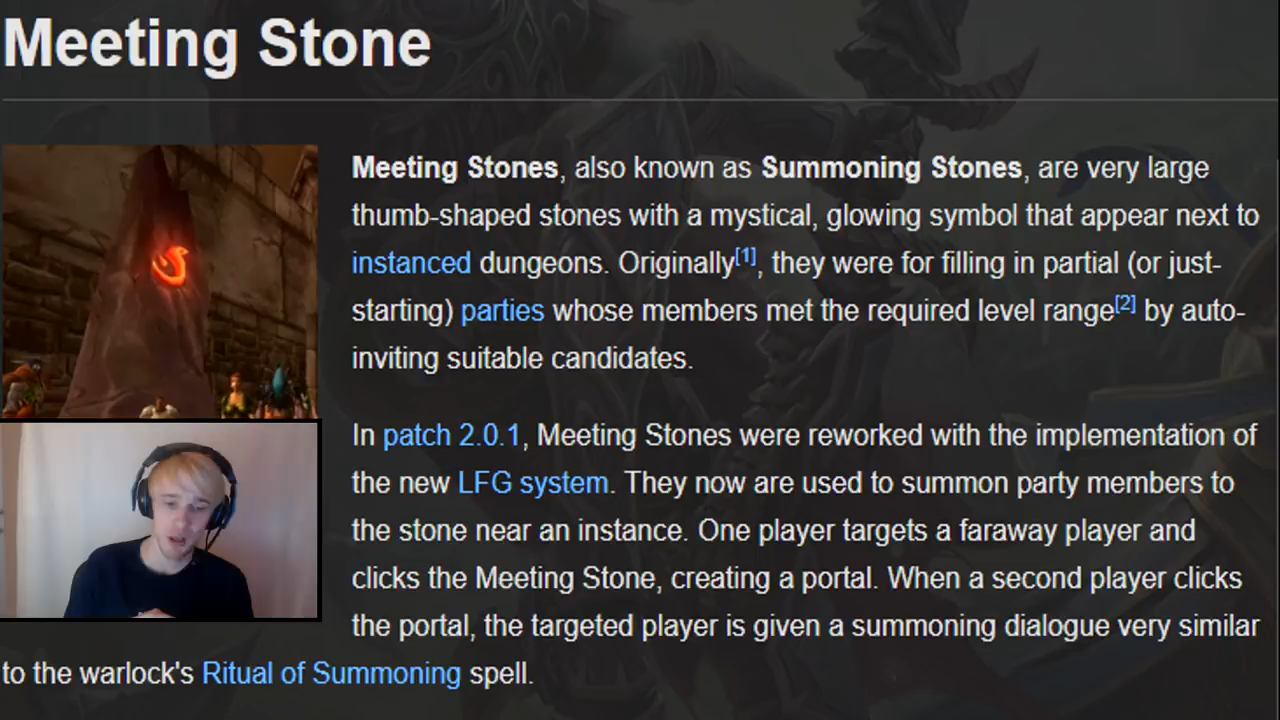 Meeting Stone
Meeting Stones, also known as Summoning Stones, are very large
thumb-shaped stones with a mystical, glowing symbol that appear next to
instanced dungeons. Originally[1], they were for filling in partial (or just-
starting) parties whose members met the required level range[2] by auto-
inviting suitable candidates.
In patch 2.0.1, Meeting Stones were reworked with the implementation of
the new LFG system. They now are used to summon party members to
the stone near an instance. One player targets a faraway player and
clicks the Meeting Stone, creating a portal. When a second player clicks
the portal, the targeted player is given a summoning dialogue very similar
to the warlock's Ritual of Summoning spell.